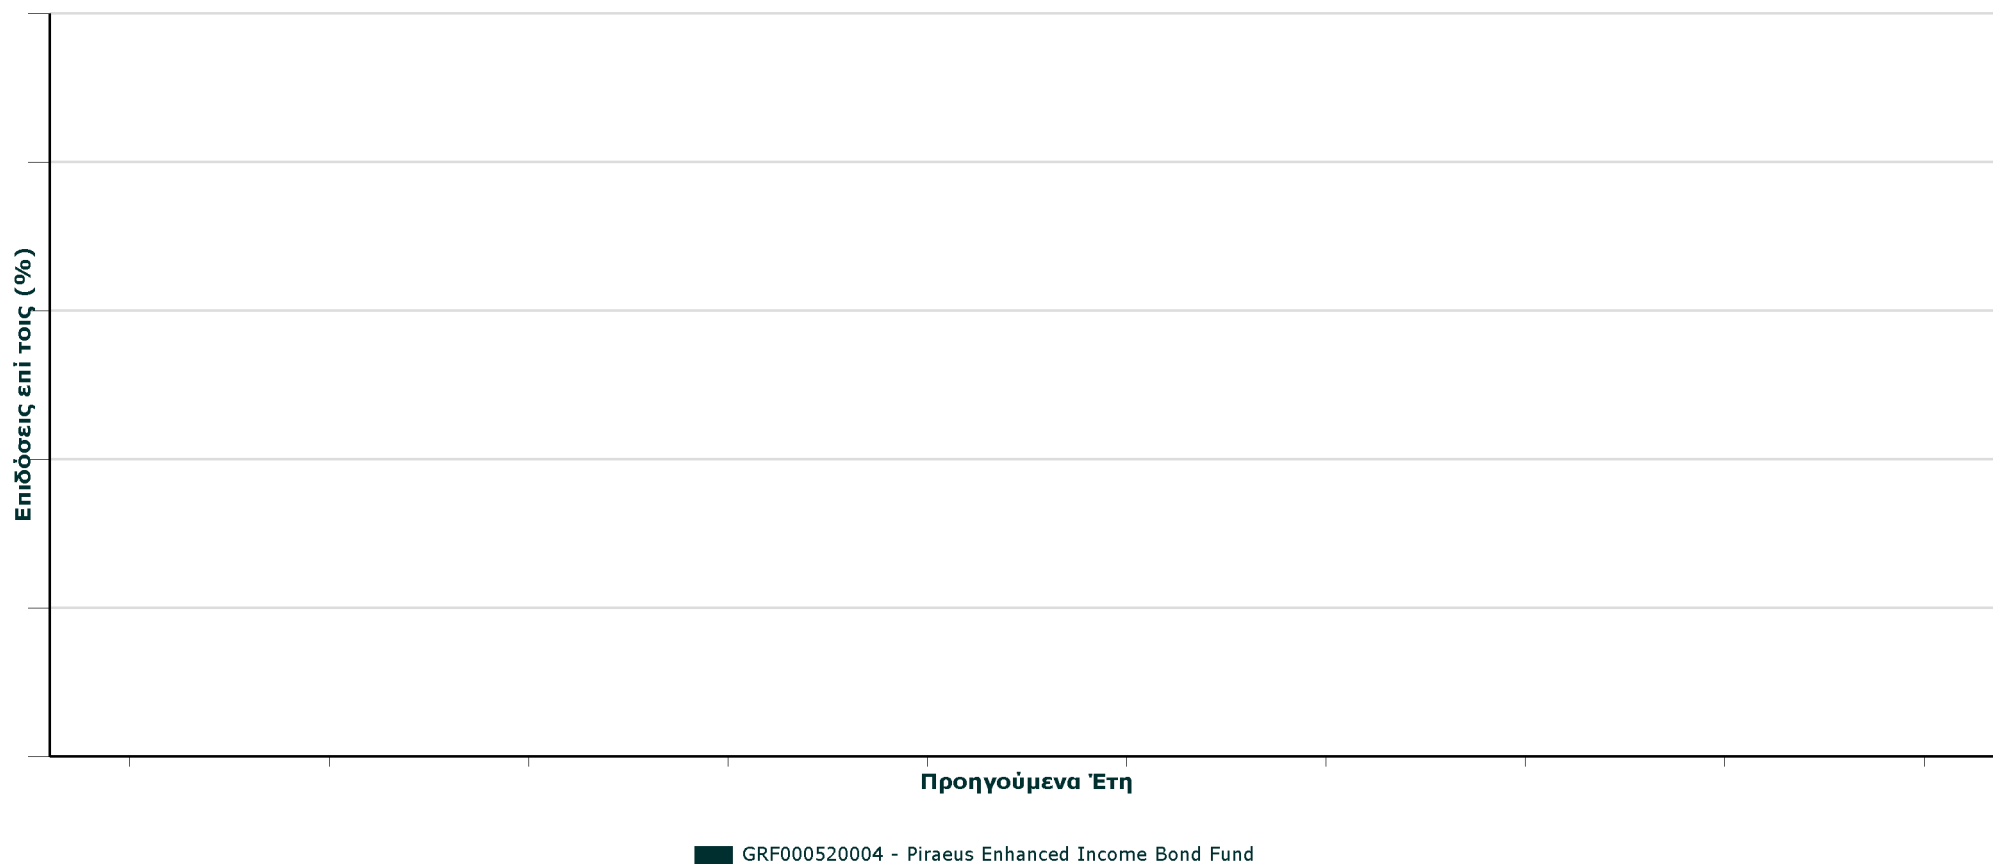 Επιδόσεις επί τοις (%)
Προηγούμενα Έτη
GRF000520004 - Piraeus Enhanced Income Bond Fund